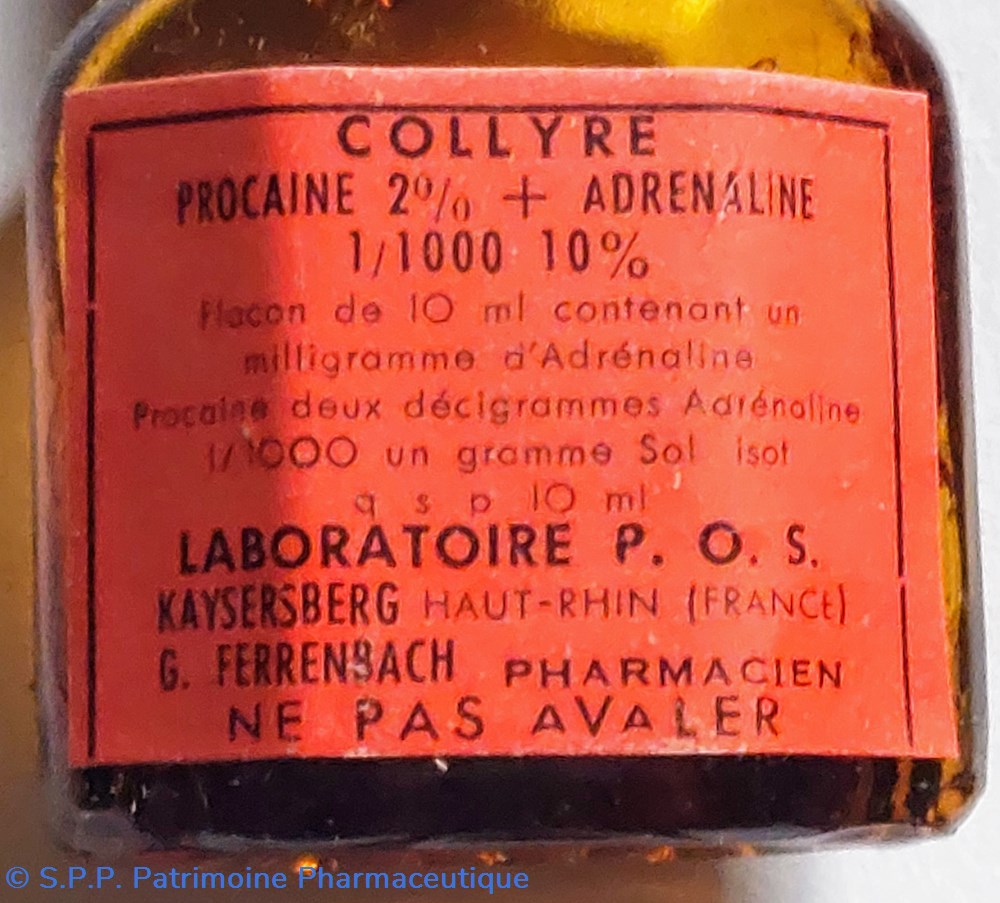 COLLYRE
PROCAINE 2% + ADRENALINE
1/1000 10%
Flacon de 10 ml contenant un
milligramme d'Adrénaline
Procaine deux décigrammes Adrénaline
1/1000 un gramme Sol isot
q s p 10 ml
LABORATOIRE P. O. S.
KAYSERSBERG HAUT-RHIN (FRANCE)
G. FERRENBACH PHARMACIEN
NE PAS AVALER
© S.P.P. Patrimoine Pharmaceutique